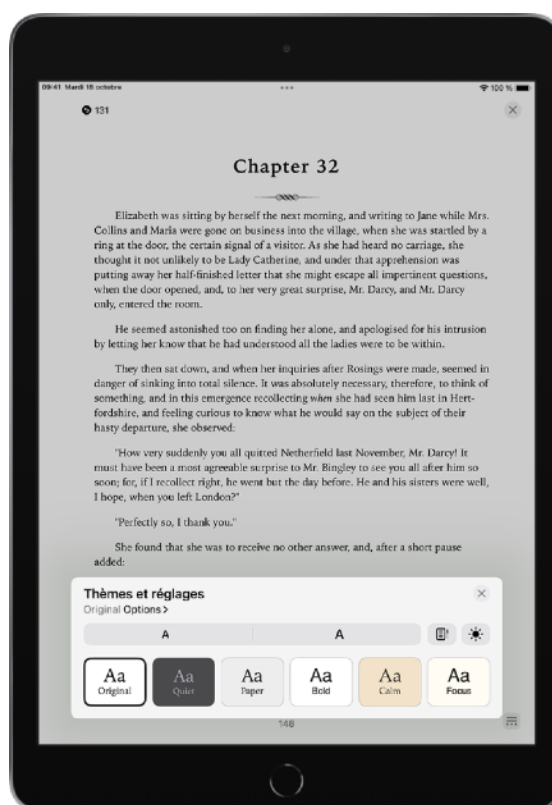 09:41 Mardi 18 octobre
100 %
131
Chapter 32
Elizabeth was sitting by herself the next morning, and writing to Jane while Mrs.
Collins and Maria were gone on business into the village, when she was startled by a
ring at the door, the certain signal of a visitor. As she had heard no carriage, she
thought it not unlikely to be Lady Catherine, and under that apprehension was
putting away her half-finished letter that she might escape all impertinent questions,
when the door opened, and, to her very great surprise, Mr. Darcy, and Mr. Darcy
only, entered the room.
He seemed astonished too on finding her alone, and apologised for his intrusion
by letting her know that he had understood all the ladies were to be within.
They then sat down, and when her inquiries after Rosings were made, seemed in
danger of sinking into total silence. It was absolutely necessary, therefore, to think of
something, and in this emergence recollecting when she had seen him last in Hert-
fordshire, and feeling curious to know what he would say on the subject of their
hasty departure, she observed:
"How very suddenly you all quitted Netherfield last November, Mr. Darcy! It
must have been a most agreeable surprise to Mr. Bingley to see you all after him so
soon; for, if I recollect right, he went but the day before. He and his sisters were well,
I hope, when you left London?"
"Perfectly so, I thank you."
She found that she was to receive no other answer, and, after a short pause
added:
Thèmes et réglages
Original Options >
A A
Aa Aa Aa Aa Aa Aa
Original Quiet Paper Bold Calm Focus
148